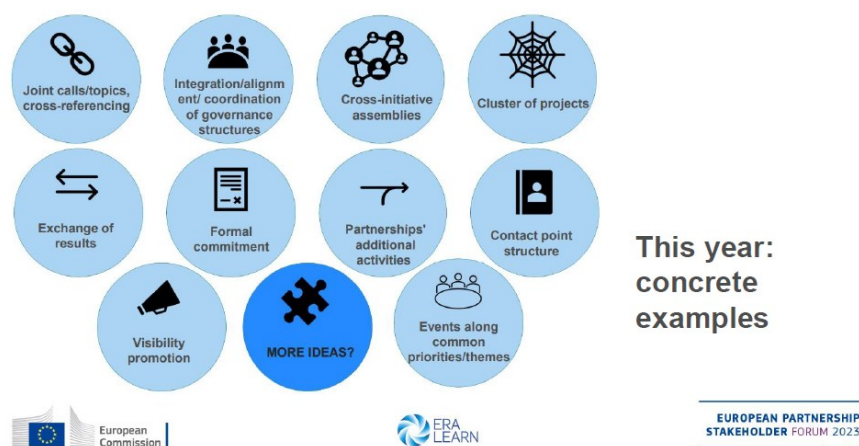 Joint calls/topics,
cross-referencing
Integration/alignm
ent/ coordination
of governance
structures
Cross-initiative
assemblies
Cluster of projects
Exchange of
results
Formal
commitment
Partnerships'
additional
activities
Contact point
structure
Visibility
promotion
MORE IDEAS?
Events along
common
priorities/themes
This year:
concrete
examples
European
Commission
ERA
LEARN
EUROPEAN PARTNERSHIP
STAKEHOLDER FORUM 2023